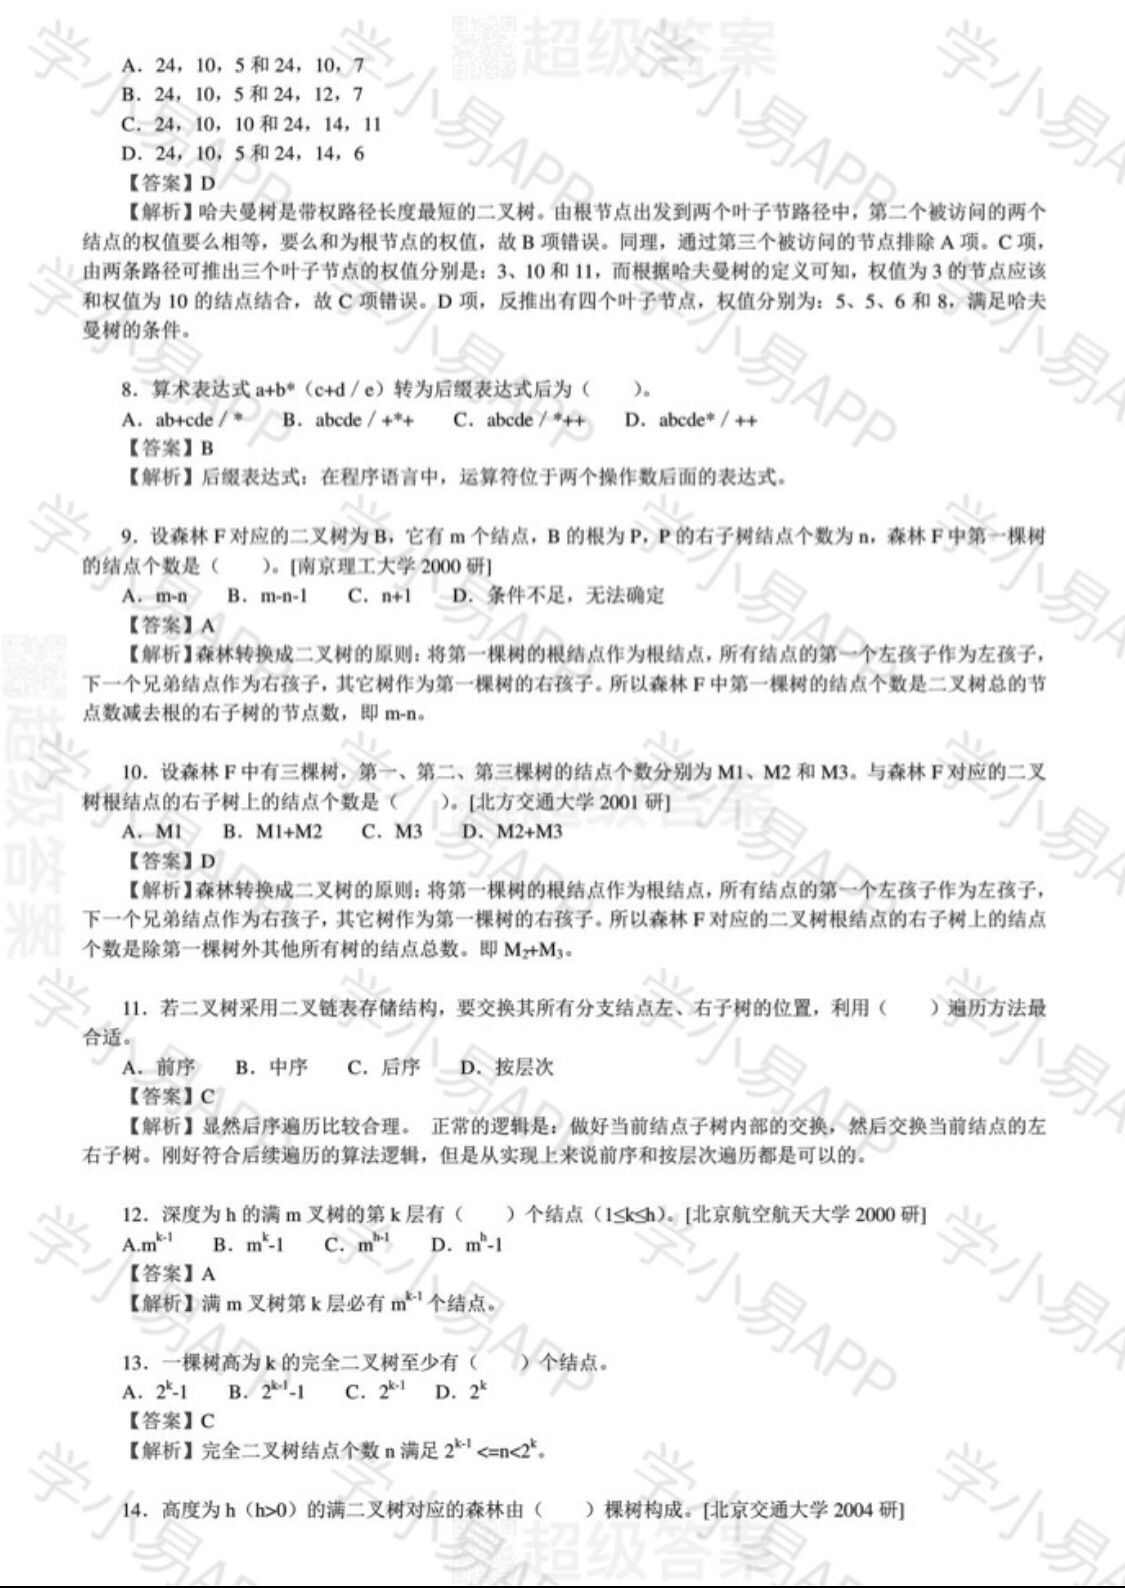 A．24，10，5 和 24，10，7
B．24，10，5 和 24，12，7
C．24，10，10 和 24，14，11
D．24，10，5 和 24，14，6
【答案】D
【解析】哈夫曼树是带权路径长度最短的二叉树。由根节点出发到两个叶子节路径中，第二个被访问的两个
结点的权值要么相等，要么和为根节点的权值，故 B 项错误。同理，通过第三个被访问的节点排除 A 项。C 项，
由两条路径可推出三个叶子节点的权值分别是：3、10 和 11，而根据哈夫曼树的定义可知，权值为 3 的节点应该
和权值为 10 的结点结合，故 C 项错误。D 项，反推出有四个叶子节点，权值分别为：5、5、6 和 8，满足哈夫
曼树的条件。
8．算术表达式 a+b*（c+d／e）转为后缀表达式后为（　　）。
A．ab+cde／*　B．abcde／+*+　C．abcde／*++　D．abcde*／++
【答案】B
【解析】后缀表达式：在程序语言中，运算符位于两个操作数后面的表达式。
9．设森林 F 对应的二叉树为 B，它有 m 个结点，B 的根为 P，P 的右子树结点个数为 n，森林 F 中第一棵树
的结点个数是（　　）。[南京理工大学 2000 研]
A．m-n　B．m-n-1　C．n+1　D．条件不足，无法确定
【答案】A
【解析】森林转换成二叉树的原则：将第一棵树的根结点作为根结点，所有结点的第一个左孩子作为左孩子，
下一个兄弟结点作为右孩子，其它树作为第一棵树的右孩子。所以森林 F 中第一棵树的结点个数是二叉树总的节
点数减去根的右子树的节点数，即 m-n。
10．设森林 F 中有三棵树，第一、第二、第三棵树的结点个数分别为 M1、M2 和 M3。与森林 F 对应的二叉
树根结点的右子树上的结点个数是（　　）。[北方交通大学 2001 研]
A．M1　B．M1+M2　C．M3　D．M2+M3
【答案】D
【解析】森林转换成二叉树的原则：将第一棵树的根结点作为根结点，所有结点的第一个左孩子作为左孩子，
下一个兄弟结点作为右孩子，其它树作为第一棵树的右孩子。所以森林 F 对应的二叉树根结点的右子树上的结点
个数是除第一棵树外其他所有树的结点总数。即 M₂+M₃。
11．若二叉树采用二叉链表存储结构，要交换其所有分支结点左、右子树的位置，利用（　　）遍历方法最
合适。
A．前序　B．中序　C．后序　D．按层次
【答案】C
【解析】显然后序遍历比较合理。 正常的逻辑是：做好当前结点子树内部的交换，然后交换当前结点的左
右子树。刚好符合后续遍历的算法逻辑，但是从实现上来说前序和按层次遍历都是可以的。
12．深度为 h 的满 m 叉树的第 k 层有（　　）个结点（1≤k≤h）。[北京航空航天大学 2000 研]
A.m^{k-1}　B．m^k-1　C．m^{h-1}　D．m^h-1
【答案】A
【解析】满 m 叉树第 k 层必有 m^{k-1} 个结点。
13．一棵树高为 k 的完全二叉树至少有（　　）个结点。
A．2^k-1　B．2^{k-1}-1　C．2^{k-1}　D．2^k
【答案】C
【解析】完全二叉树结点个数 n 满足 2^{k-1} <=n<2^k。
14．高度为 h（h>0）的满二叉树对应的森林由（　　）棵树构成。[北京交通大学 2004 研]
超级答案
学小易APP